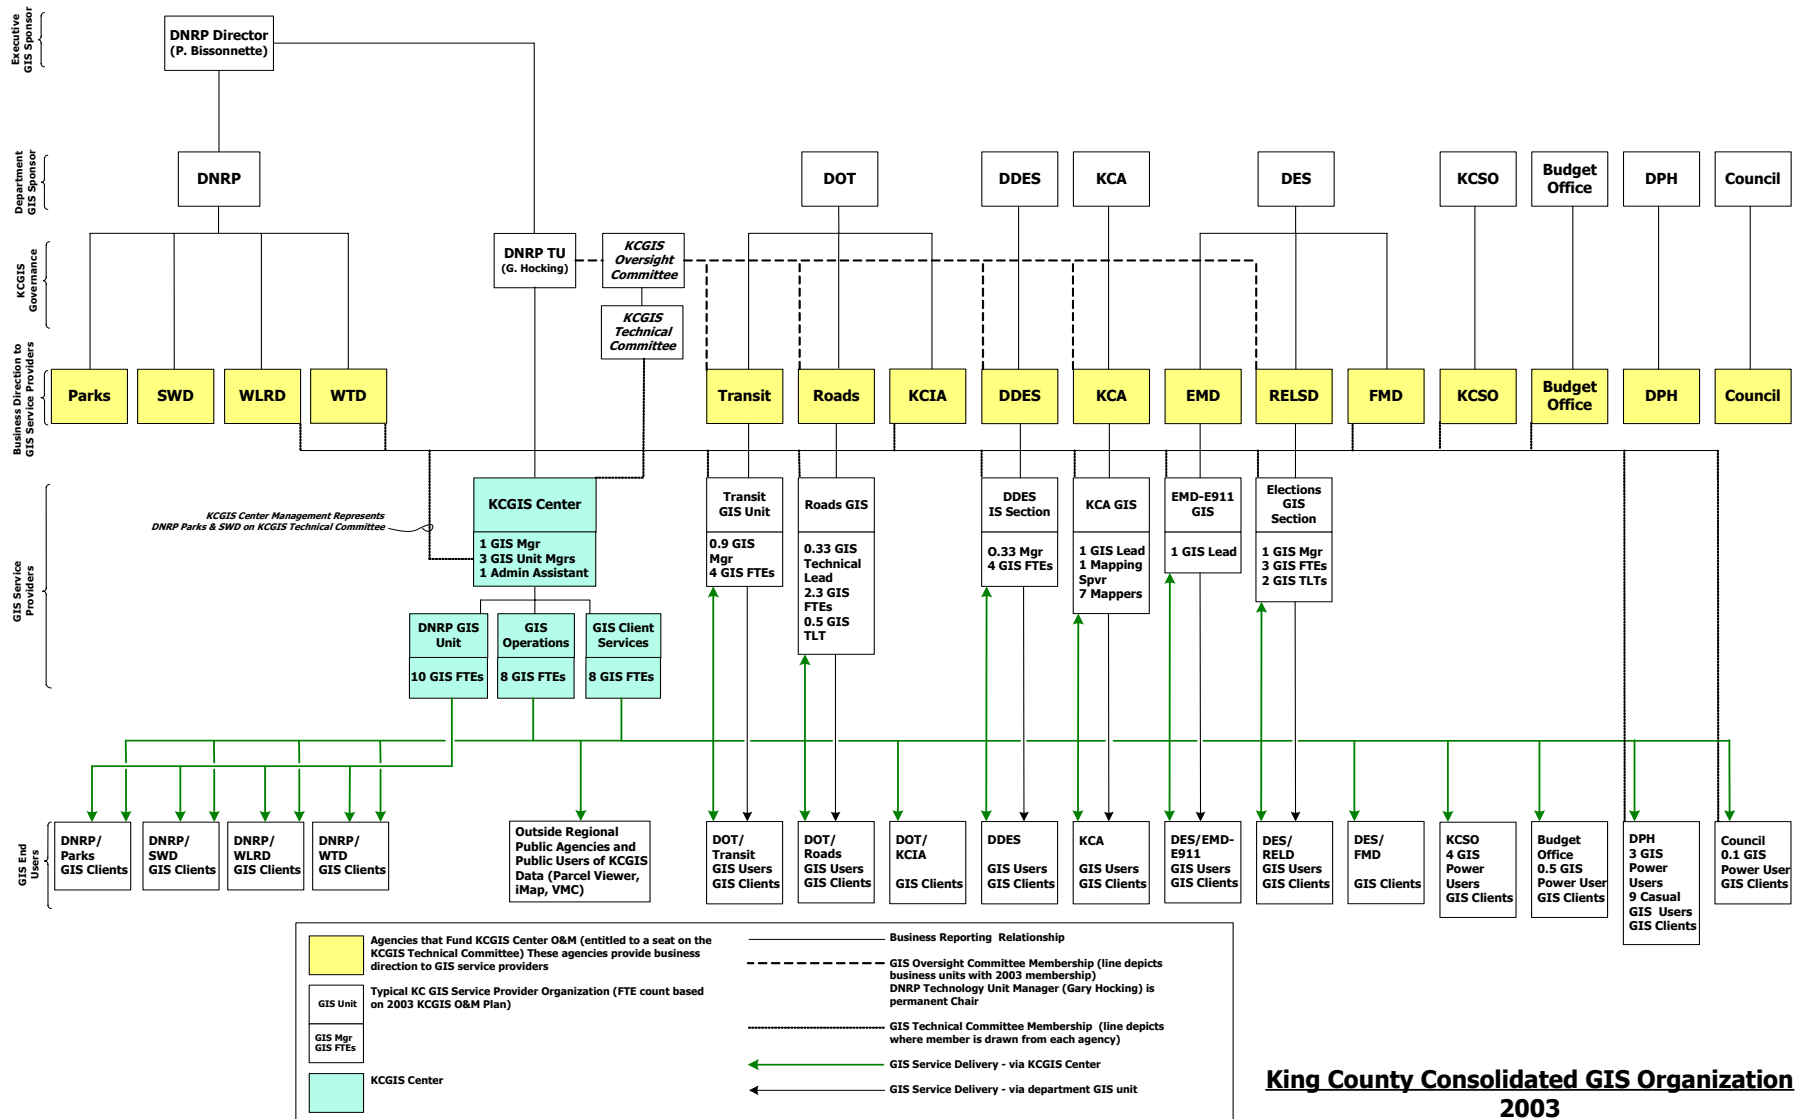 Executive
GIS Sponsor
DNRP Director
(P. Bissonnette)
Department
GIS Sponsor
DNRP
DOT
DDES
KCA
DES
KCSO
Budget
Office
DPH
Council
KCGIS
Governance
DNRP TU
(G. Hocking)
KCGIS
Oversight
Committee
KCGIS
Technical
Committee
Business Direction to
GIS Service Providers
Parks
SWD
WLRD
WTD
Transit
Roads
KCIA
DDES
KCA
EMD
RELSD
FMD
KCSO
Budget
Office
DPH
Council
GIS Service
Providers
KCGIS Center Management Represents
DNRP Parks & SWD on KCGIS Technical Committee
KCGIS Center
1 GIS Mgr
3 GIS Unit Mgrs
1 Admin Assistant
DNRP GIS
Unit
10 GIS FTEs
GIS
Operations
8 GIS FTEs
GIS Client
Services
8 GIS FTEs
Transit
GIS Unit
0.9 GIS
Mgr
4 GIS FTEs
Roads GIS
0.33 GIS
Technical
Lead
2.3 GIS
FTEs
0.5 GIS
TLT
DDES
IS Section
0.33 Mgr
4 GIS FTEs
KCA GIS
1 GIS Lead
1 Mapping
Spvr
7 Mappers
EMD-E911
GIS
1 GIS Lead
Elections
GIS
Section
1 GIS Mgr
3 GIS FTEs
2 GIS TLTs
GIS End
Users
DNRP/
Parks
GIS Clients
DNRP/
SWD
GIS Clients
DNRP/
WLRD
GIS Clients
DNRP/
WTD
GIS Clients
Outside Regional
Public Agencies and
Public Users of KCGIS
Data (Parcel Viewer,
iMap, VMC)
DOT/
Transit
GIS Users
GIS Clients
DOT/
Roads
GIS Users
GIS Clients
DOT/
KCIA
GIS Clients
DDES
GIS Users
GIS Clients
KCA
GIS Users
GIS Clients
DES/EMD-
E911
GIS Users
GIS Clients
DES/
RELD
GIS Users
GIS Clients
DES/
FMD
GIS Clients
KCSO
4 GIS
Power
Users
GIS Clients
Budget
Office
0.5 GIS
Power User
GIS Clients
DPH
3 GIS
Power
Users
9 Casual
GIS Users
GIS Clients
Council
0.1 GIS
Power User
GIS Clients
Agencies that Fund KCGIS Center O&M (entitled to a seat on the
KCGIS Technical Committee) These agencies provide business
direction to GIS service providers
GIS Unit
GIS Mgr
GIS FTEs
Typical KC GIS Service Provider Organization (FTE count based
on 2003 KCGIS O&M Plan)
KCGIS Center
Business Reporting Relationship
GIS Oversight Committee Membership (line depicts
business units with 2003 membership)
DNRP Technology Unit Manager (Gary Hocking) is
permanent Chair
GIS Technical Committee Membership (line depicts
where member is drawn from each agency)
GIS Service Delivery - via KCGIS Center
GIS Service Delivery - via department GIS unit
King County Consolidated GIS Organization
2003